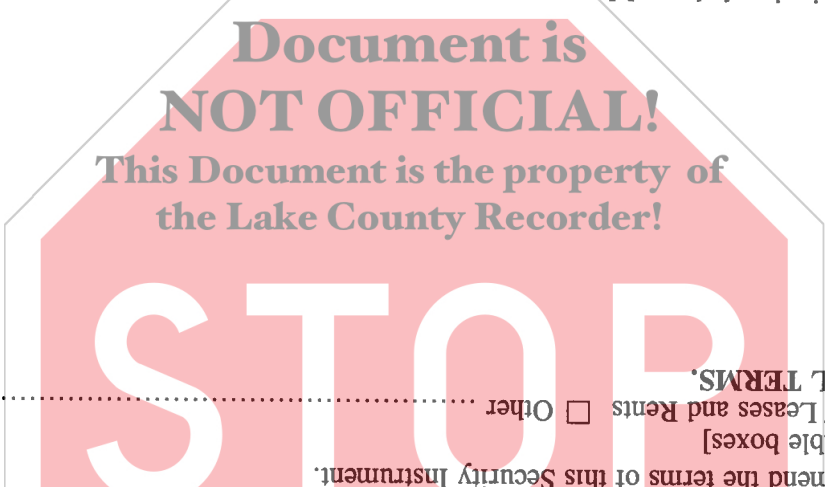 Document is
NOT OFFICIAL!
This Document is the property of
the Lake County Recorder!
STOP
mend the terms of this Security Instrument.
ble boxes]
Leases and Rents ☐ Other
L TERMS.